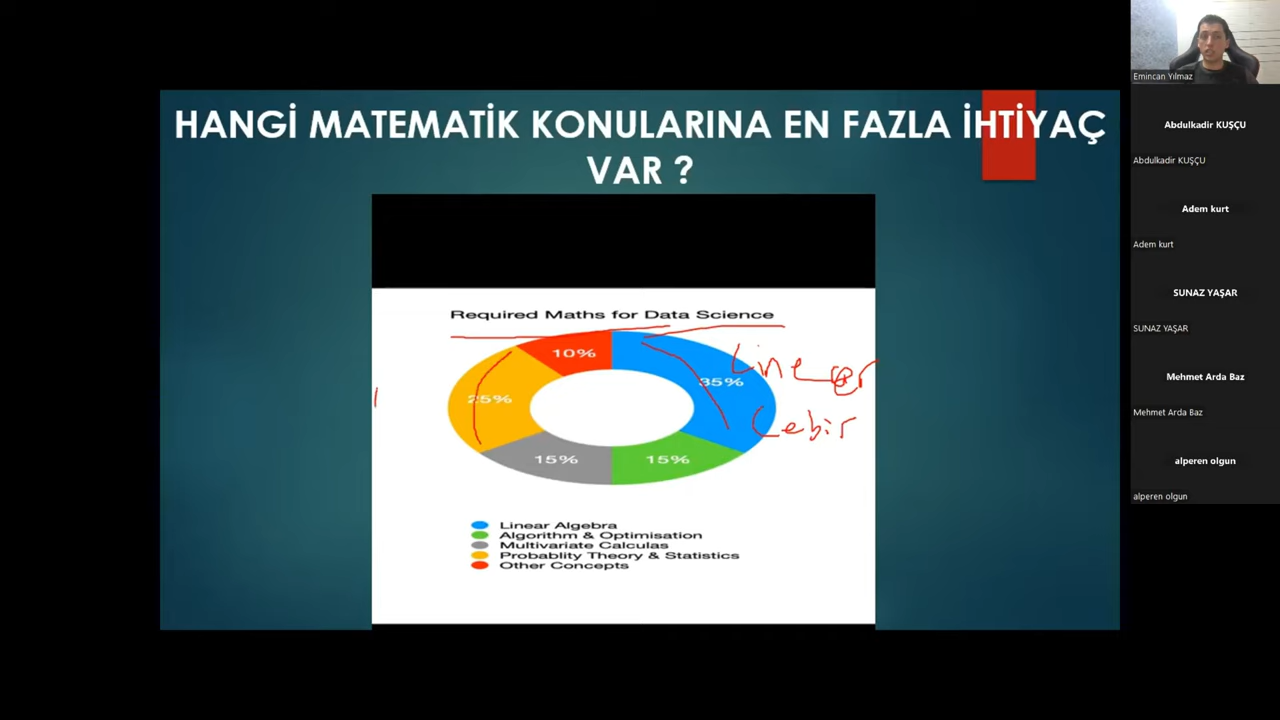 HANGİ MATEMATİK KONULARINA EN FAZLA İHTİYAÇ
VAR ?
Required Maths for Data Science
10%
35%
25%
15%
15%
Lineer
Cebir
Linear Algebra
Algorithm & Optimisation
Multivariate Calculas
Probablity Theory & Statistics
Other Concepts
Emincan Yılmaz
Abdulkadir KUŞÇU
Abdulkadir KUŞÇU
Adem kurt
Adem kurt
SUNAZ YAŞAR
SUNAZ YAŞAR
Mehmet Arda Baz
Mehmet Arda Baz
alperen olgun
alperen olgun